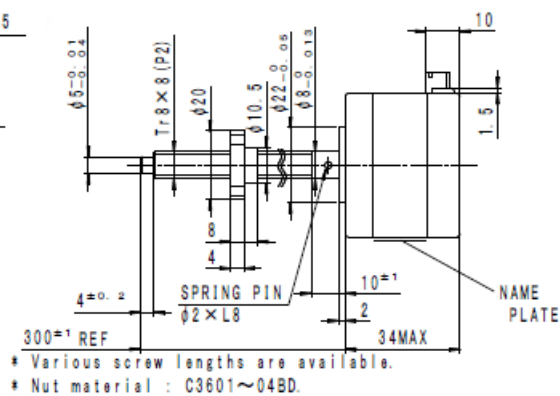 5
10
φ5-0.01 -0.04
Tr8×8(P2)
φ20
φ10.5
φ22 0 -0.05
φ8 0 -0.013
1.5
8
4
4±0.2
SPRING PIN
φ2×L8
10±1
2
NAME
PLATE
300±1 REF
34MAX
* Various screw lengths are available.
* Nut material : C3601~04BD.